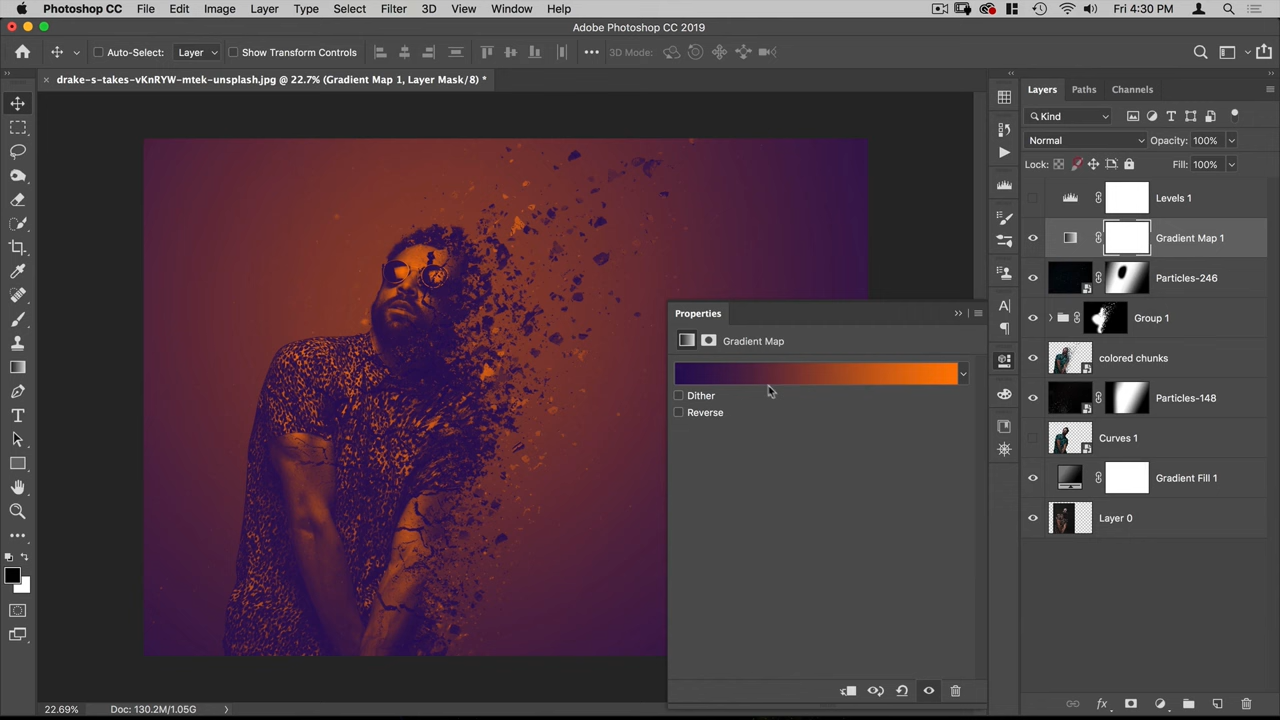 Photoshop CC File Edit Image Layer Type Select Filter 3D View Window Help Fri 4:30 PM
Adobe Photoshop CC 2019
Auto-Select: Layer Show Transform Controls 3D Mode:
× drake-s-takes-vKnRYW-mtek-unsplash.jpg @ 22.7% (Gradient Map 1, Layer Mask/8) *
Layers Paths Channels
Kind
Normal Opacity: 100%
Lock: Fill: 100%
Levels 1
Gradient Map 1
Particles-246
Group 1
colored chunks
Particles-148
Curves 1
Gradient Fill 1
Layer 0
Properties
Gradient Map
Dither
Reverse
22.69% Doc: 130.2M/1.05G